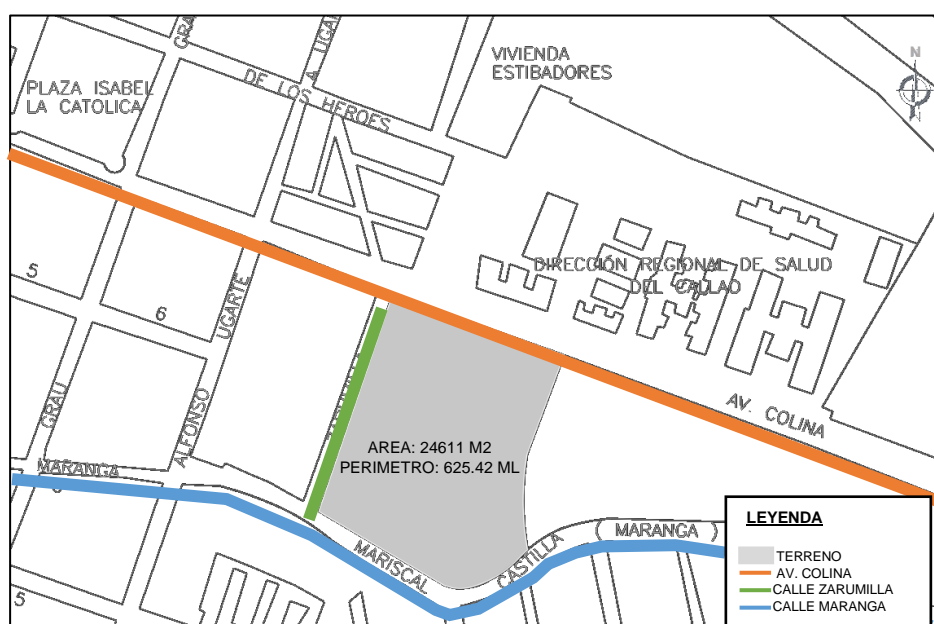 GRA
A UGAR
VIVIENDA
ESTIBADORES
N
PLAZA ISABEL
LA CATOLICA
DE LOS HEROES
N
5
6
UGARTE
DIRECCIÓN REGIONAL DE SALUD
DEL CALLAO
GRAU
ALFONSO
AV. COLINA
AREA: 24611 M2
PERIMETRO: 625.42 ML
MARANGA
MARISCAL
CASTILLA
( MARANGA )
5
LEYENDA
TERRENO
AV. COLINA
CALLE ZARUMILLA
CALLE MARANGA